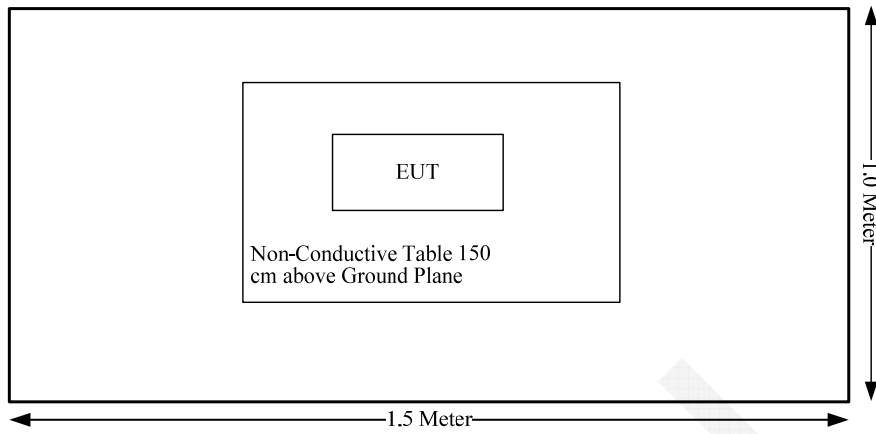 EUT
Non-Conductive Table 150
cm above Ground Plane
1.0 Meter
1.5 Meter